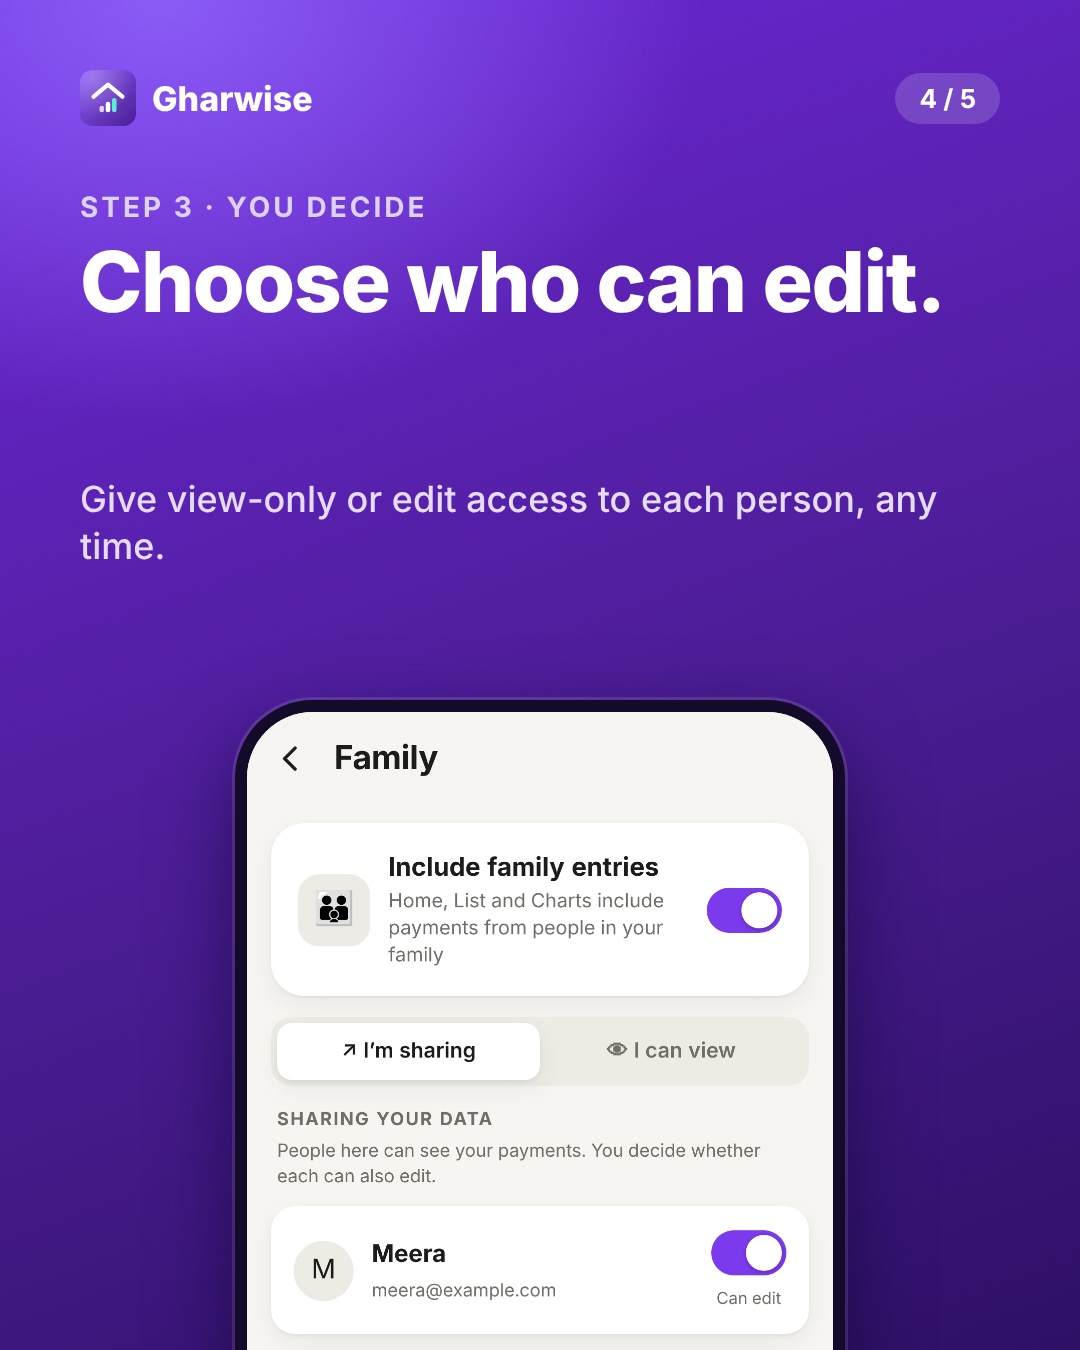 Gharwise
4 / 5
STEP 3 · YOU DECIDE
Choose who can edit.
Give view-only or edit access to each person, any
time.
Family
Include family entries
Home, List and Charts include
payments from people in your
family
↗ I’m sharing
👁 I can view
SHARING YOUR DATA
People here can see your payments. You decide whether
each can also edit.
M
Meera
meera@example.com
Can edit